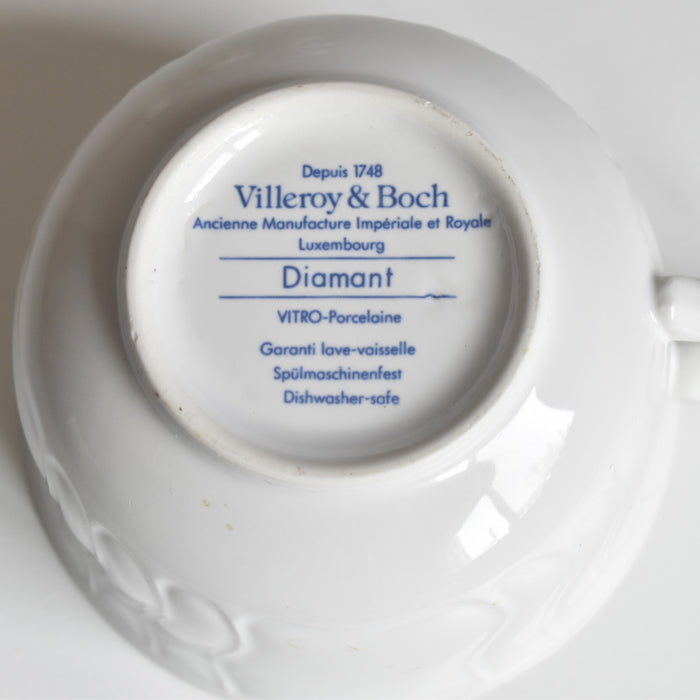 Depuis 1748
Villeroy & Boch
Ancienne Manufacture Impériale et Royale
Luxembourg
Diamant
VITRO-Porcelaine
Garanti lave-vaisselle
Spülmaschinenfest
Dishwasher-safe